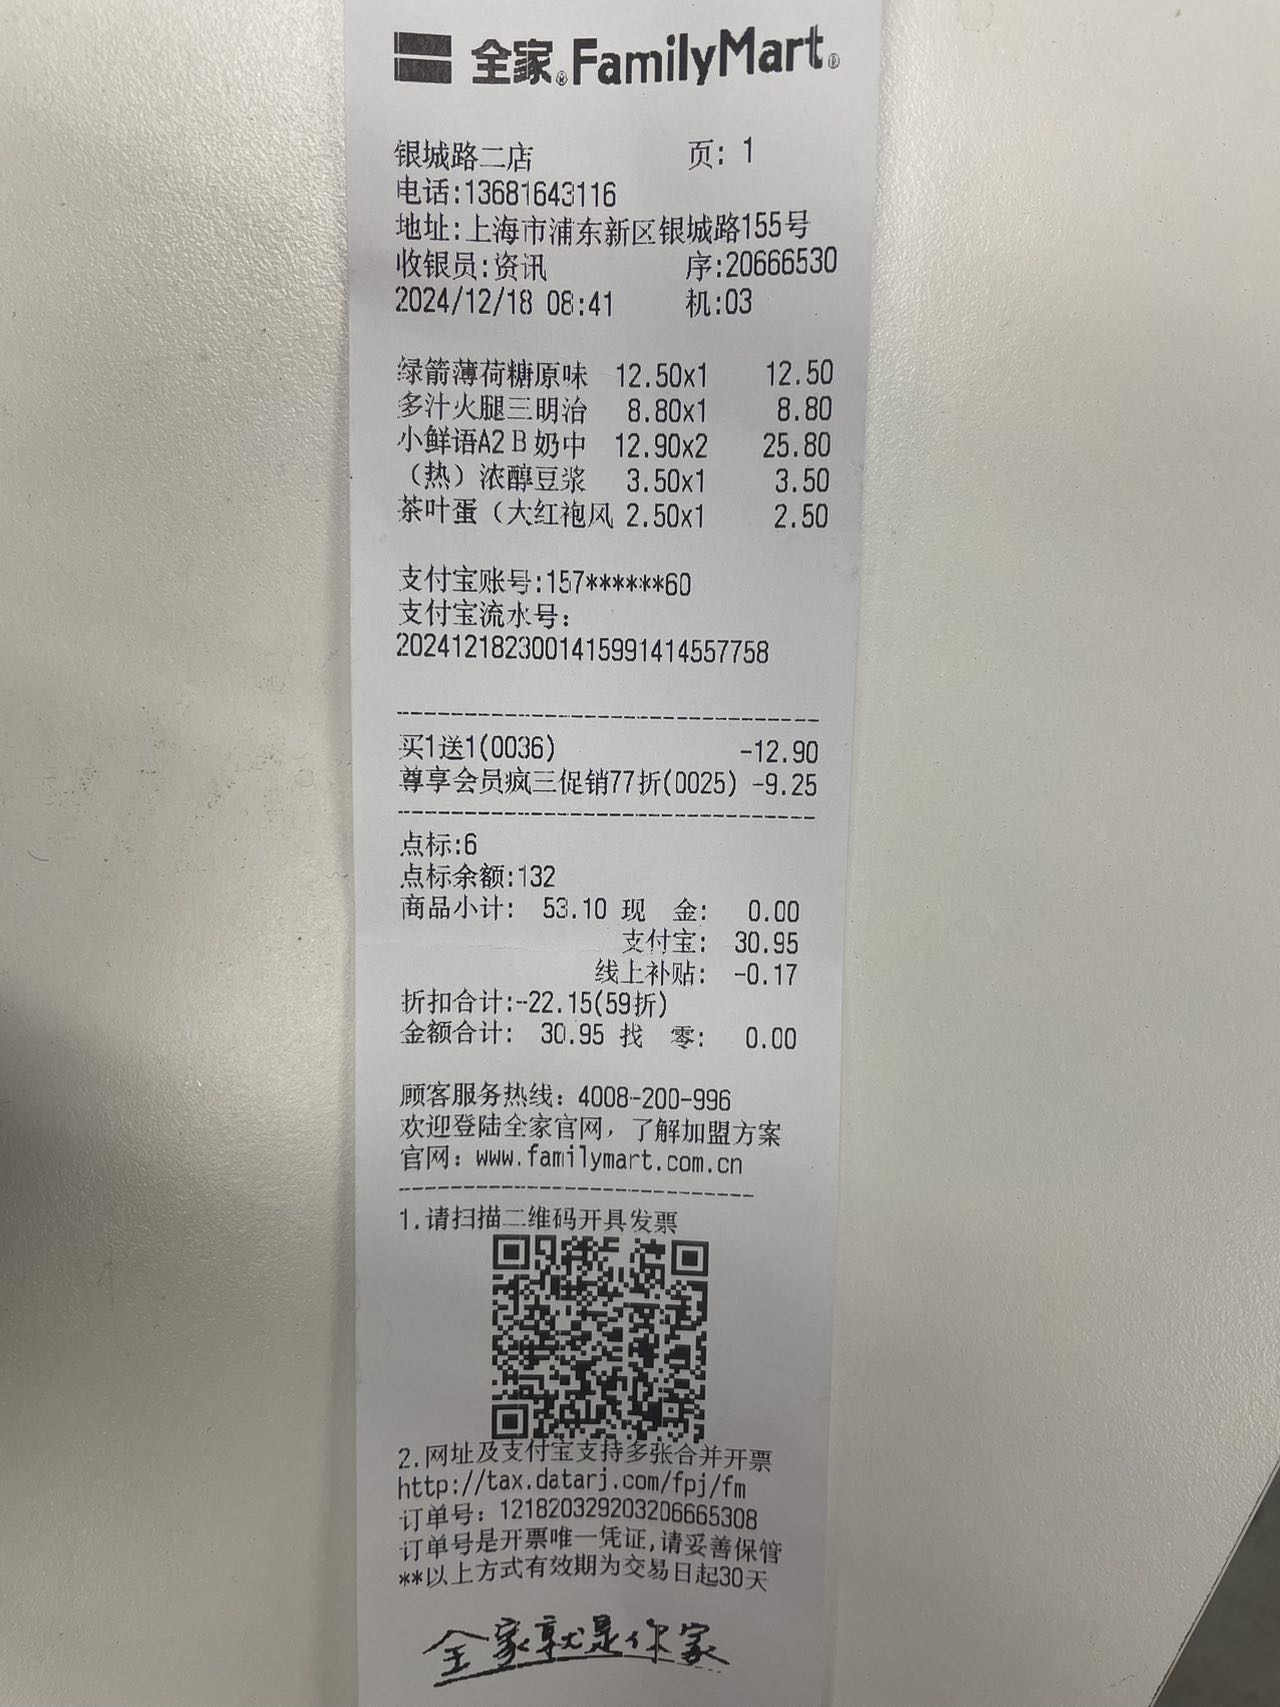 全家®FamilyMart®
银城路二店 页: 1
电话:13681643116
地址:上海市浦东新区银城路155号
收银员:资讯 序:20666530
2024/12/18 08:41 机:03
绿箭薄荷糖原味 12.50x1 12.50
多汁火腿三明治 8.80x1 8.80
小鲜语A2Β奶中 12.90x2 25.80
（热）浓醇豆浆 3.50x1 3.50
茶叶蛋（大红袍风 2.50x1 2.50
支付宝账号:157******60
支付宝流水号:
2024121823001415991414557758
买1送1(0036) -12.90
尊享会员疯三促销77折(0025) -9.25
点标:6
点标余额:132
商品小计: 53.10 现 金: 0.00
支付宝: 30.95
线上补贴: -0.17
折扣合计:-22.15(59折)
金额合计: 30.95 找 零: 0.00
顾客服务热线: 4008-200-996
欢迎登陆全家官网，了解加盟方案
官网: www.familymart.com.cn
1.请扫描二维码开具发票
2.网址及支付宝支持多张合并开票
http://tax.datarj.com/fpj/fm
订单号: 121820329203206665308
订单号是开票唯一凭证,请妥善保管
**以上方式有效期为交易日起30天
全家就是你家